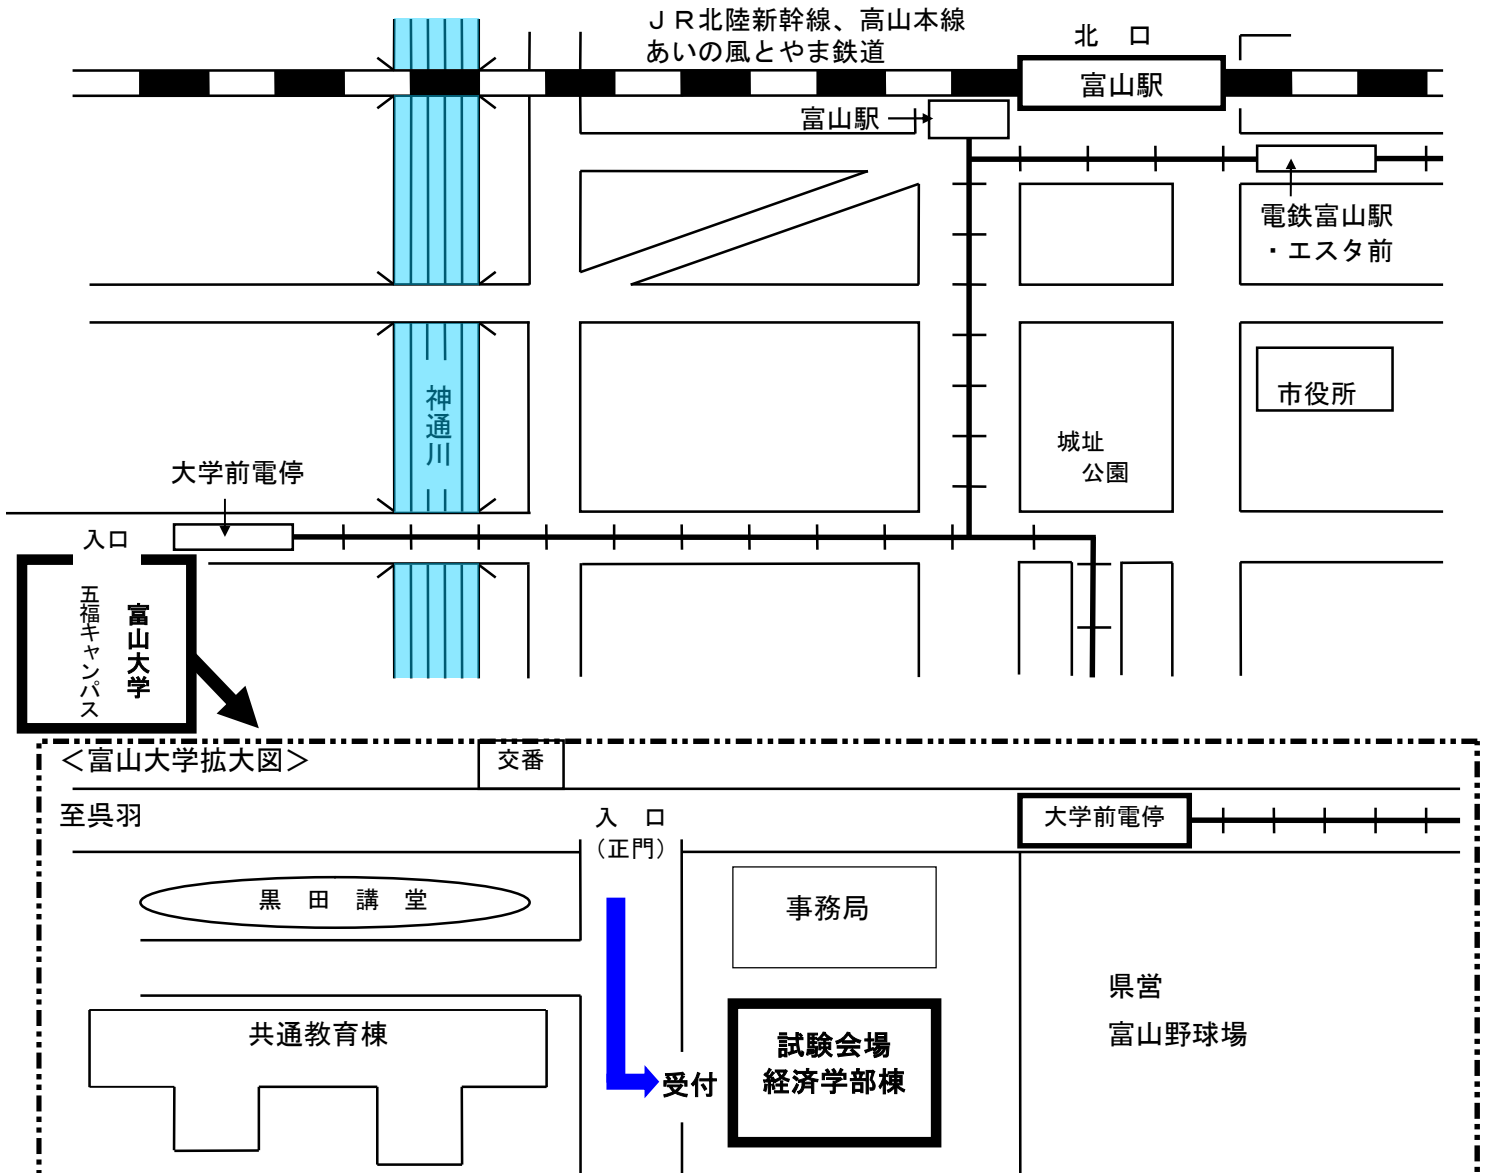 ＪＲ北陸新幹線、高山本線
あいの風とやま鉄道
北　口
富山駅
富山駅
電鉄富山駅
・エスタ前
市役所
神通川
城址
公園
大学前電停
入口
富山大学
五福キャンパス
＜富山大学拡大図＞
交番
至呉羽
入　口
（正門）
大学前電停
黒　田　講　堂
事務局
県営
富山野球場
共通教育棟
試験会場
経済学部棟
受付